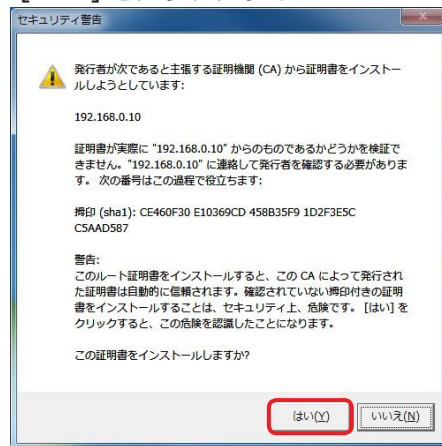 セキュリティ警告
発行者が次であると主張する証明機関 (CA) から証明書をインストー
ルしようとしています:
192.168.0.10
証明書が実際に "192.168.0.10" からのものであるかどうかを検証で
きません。"192.168.0.10" に連絡して発行者を確認する必要がありま
す。 次の番号はこの過程で役立ちます:
拇印 (sha1): CE460F30 E10369CD 458B35F9 1D2F3E5C
C5AAD587
警告:
このルート証明書をインストールすると、この CA によって発行され
た証明書は自動的に信頼されます。確認されていない拇印付きの証明
書をインストールすることは、セキュリティ上、危険です。 [はい] を
クリックすると、この危険を認識したことになります。
この証明書をインストールしますか?
はい(Y)
いいえ(N)